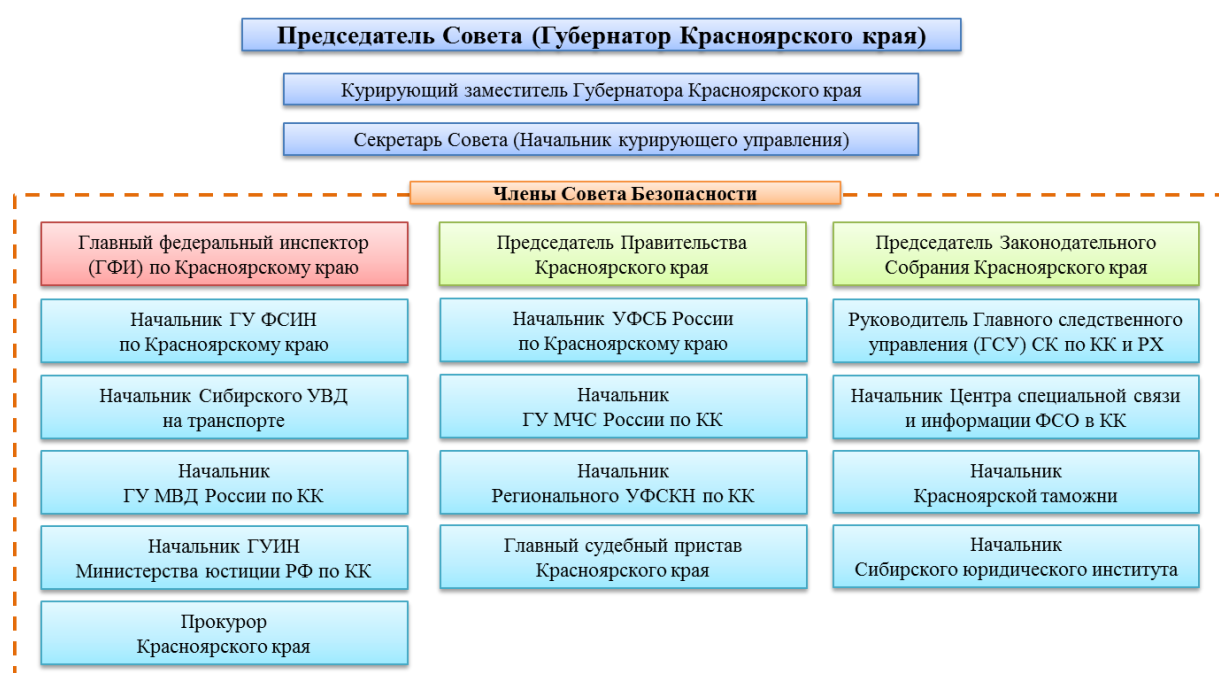 Председатель Совета (Губернатор Красноярского края)
Курирующий заместитель Губернатора Красноярского края
Секретарь Совета (Начальник курирующего управления)
Члены Совета Безопасности
Главный федеральный инспектор
(ГФИ) по Красноярскому краю
Председатель Правительства
Красноярского края
Председатель Законодательного
Собрания Красноярского края
Начальник ГУ ФСИН
по Красноярскому краю
Начальник УФСБ России
по Красноярскому краю
Руководитель Главного следственного
управления (ГСУ) СК по КК и РХ
Начальник Сибирского УВД
на транспорте
Начальник
ГУ МЧС России по КК
Начальник Центра специальной связи
и информации ФСО в КК
Начальник
ГУ МВД России по КК
Начальник
Регионального УФСКН по КК
Начальник
Красноярской таможни
Начальник ГУИН
Министерства юстиции РФ по КК
Главный судебный пристав
Красноярского края
Начальник
Сибирского юридического института
Прокурор
Красноярского края